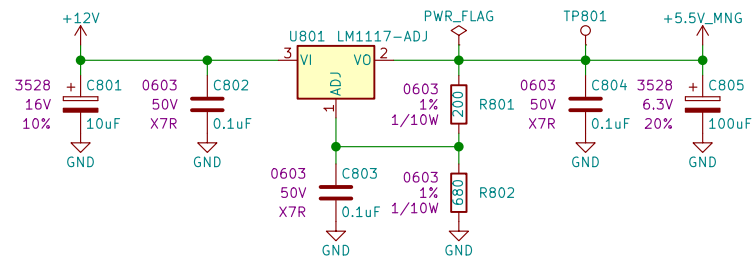 +12V
PWR_FLAG
TP801
+5.5V_MNG
U801 LM1117-ADJ
3 VI VO 2
ADJ
1
3528 + C801
16V
10% 10uF
GND
0603 C802
50V
X7R 0.1uF
GND
0603 R801
1% 200
1/10W
0603 C804
50V
X7R 0.1uF
GND
3528 + C805
6.3V
20% 100uF
GND
0603 C803
50V
X7R 0.1uF
GND
0603 R802
1% 680
1/10W
GND